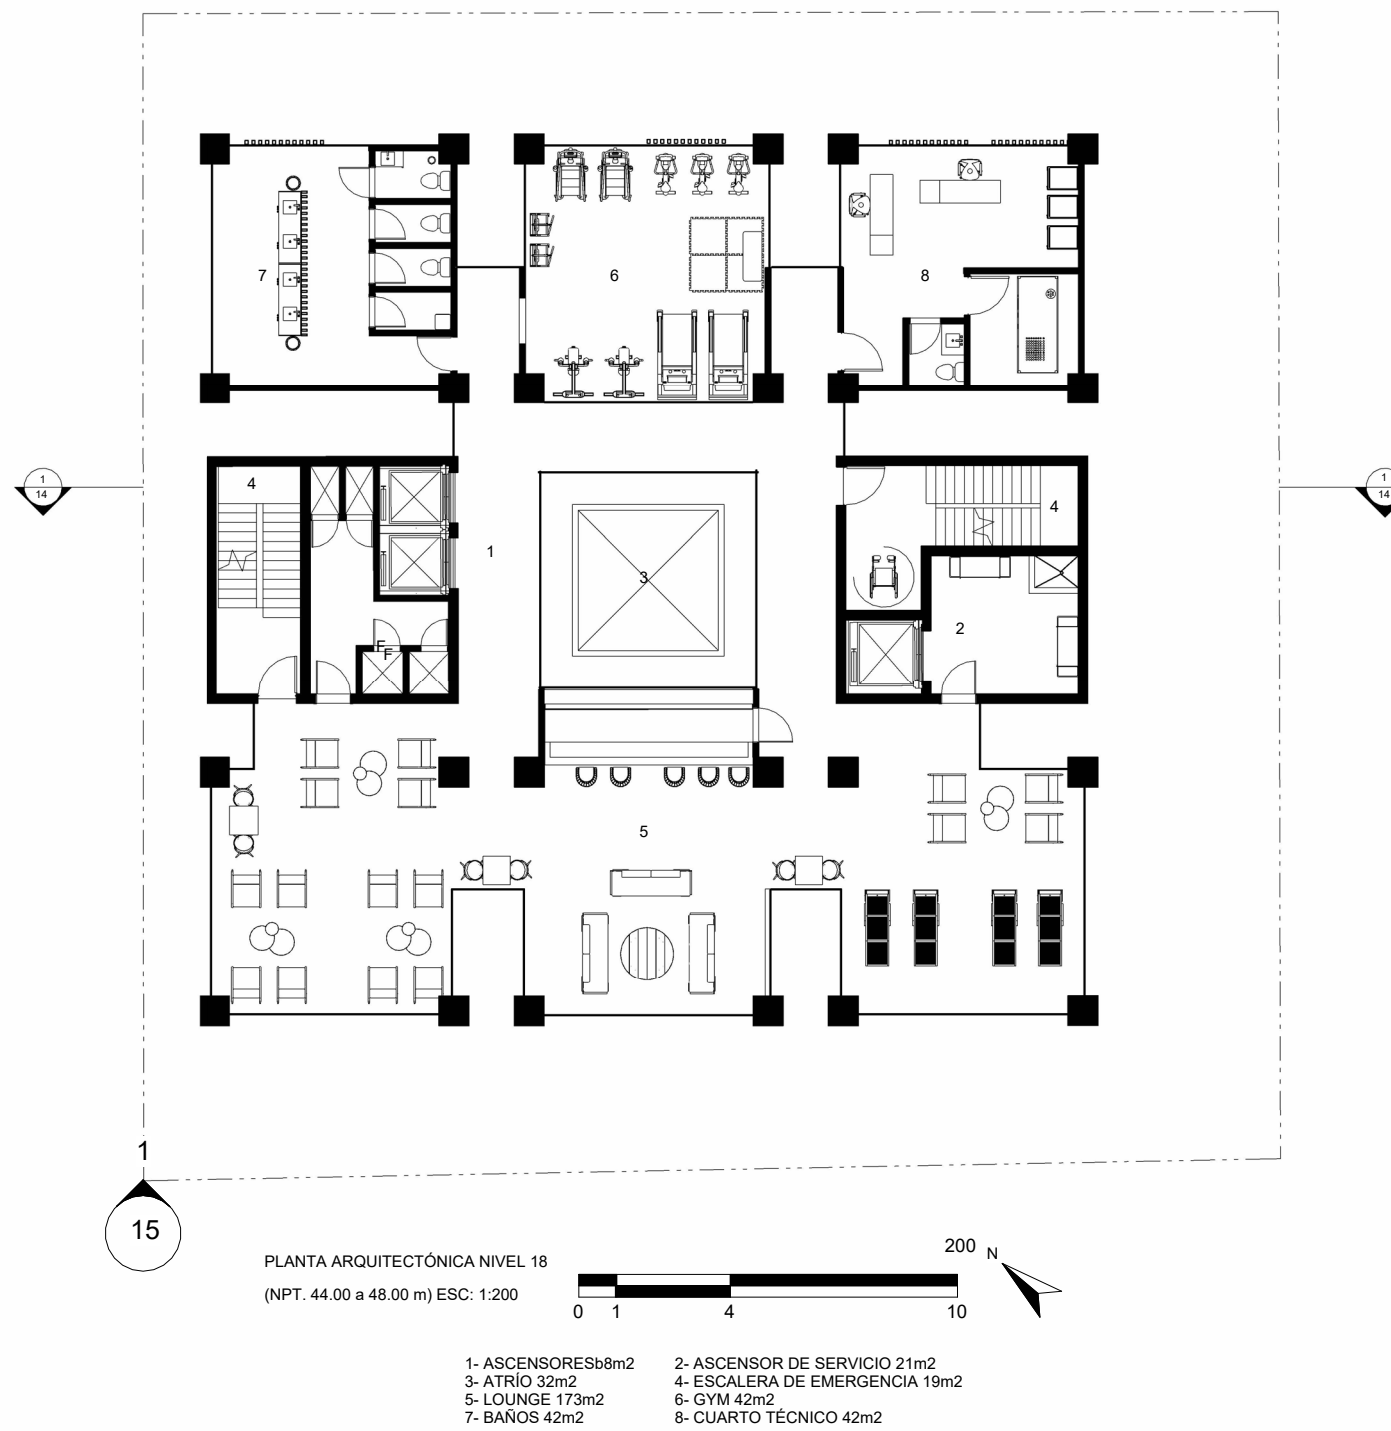 7
6
8
1
14
1
14
4
4
1
3
2
F
F
5
1
15
PLANTA ARQUITECTÓNICA NIVEL 18
(NPT. 44.00 a 48.00 m) ESC: 1:200
200
N
0 1 4 10
1- ASCENSORESb8m2 2- ASCENSOR DE SERVICIO 21m2
3- ATRÍO 32m2 4- ESCALERA DE EMERGENCIA 19m2
5- LOUNGE 173m2 6- GYM 42m2
7- BAÑOS 42m2 8- CUARTO TÉCNICO 42m2